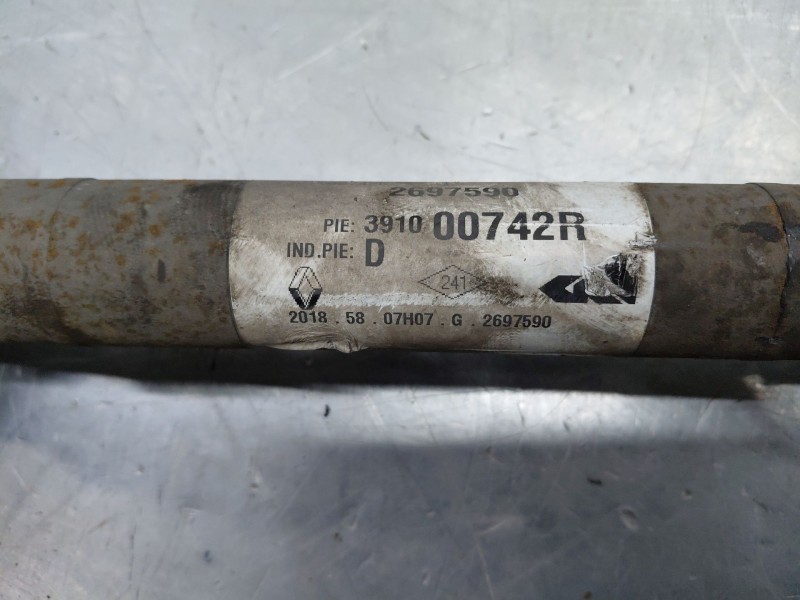 2697590
PIE: 3910 00742R
IND.PIE: D
241
2018 . 58 . 07H07 . G . 2697590